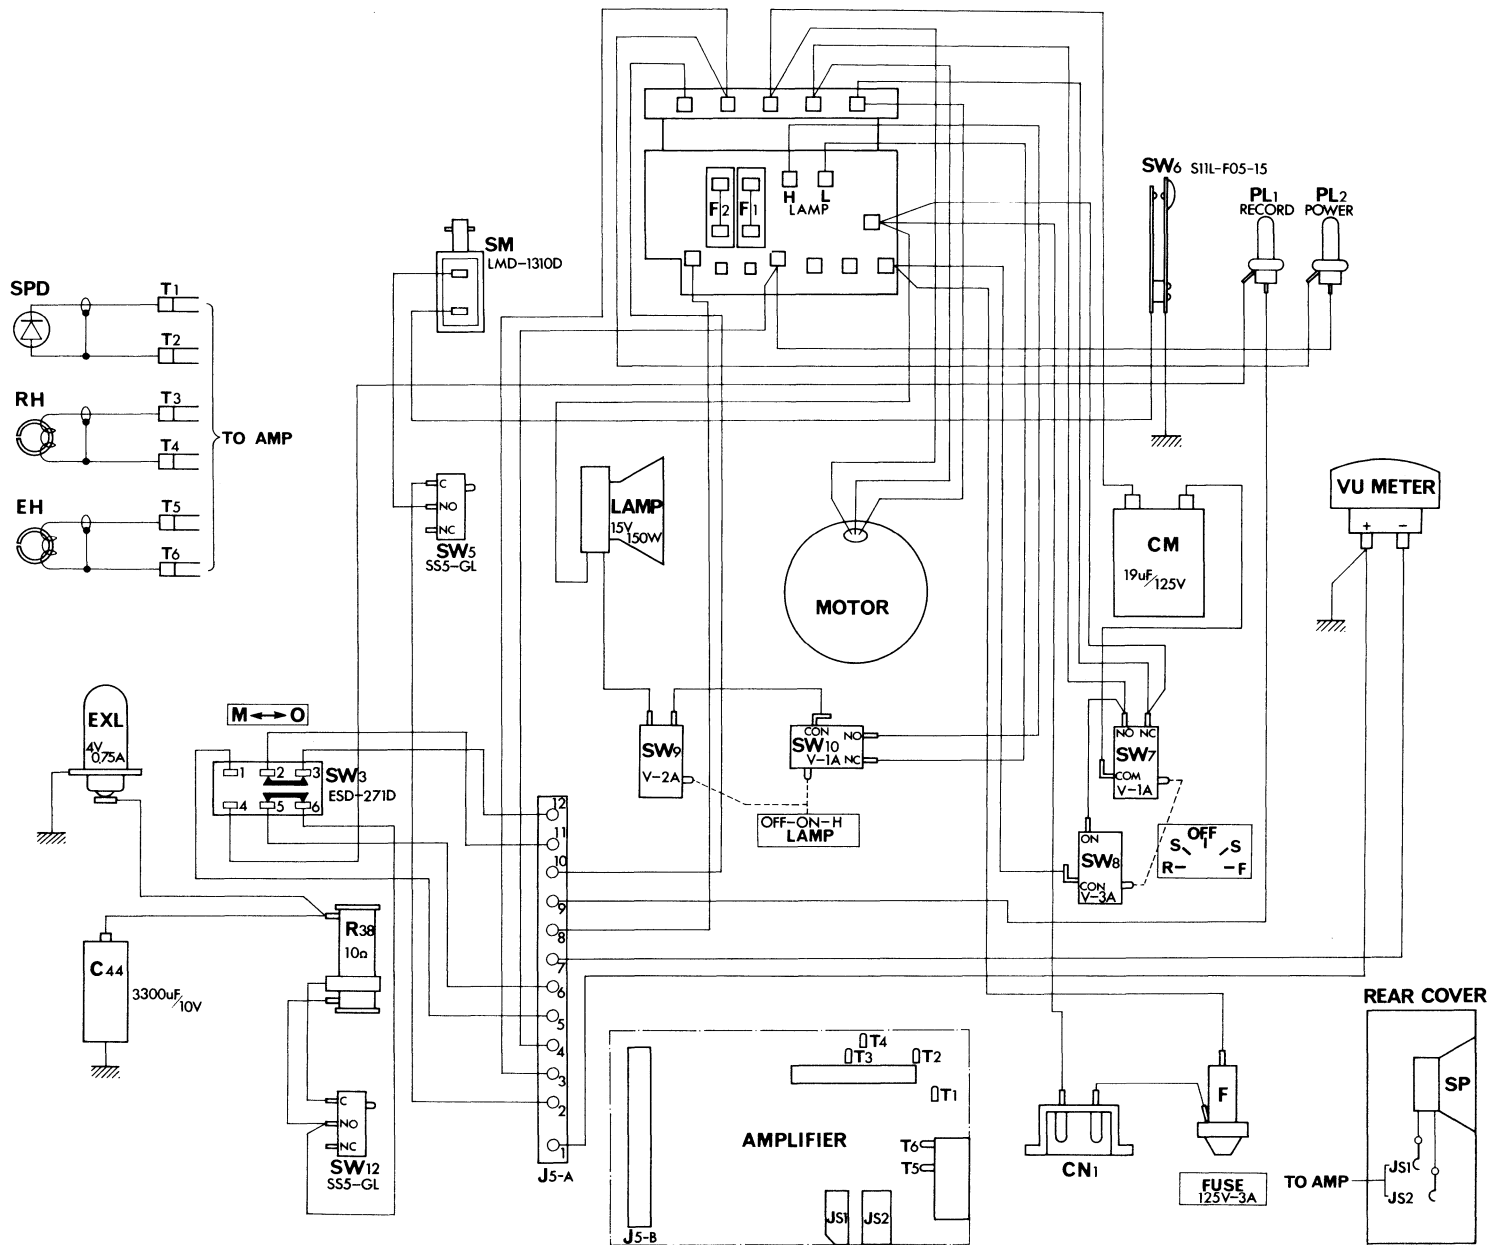 SW6 S11L-F05-15
PL1
RECORD
PL2
POWER
F2
F1
H
L
LAMP
SM
LMD-1310D
SPD
T1
T2
RH
T3
T4
TO AMP
EH
T5
T6
C
NO
NC
SW5
SS5-GL
LAMP
15V/150W
MOTOR
CM
19uF/125V
VU METER
+
−
EXL
4V
0,75A
M↔O
1
2
3
4
5
6
SW3
ESD-271D
SW9
V-2A
CON
NO
SW10
V-1A
NC
OFF-ON-H
LAMP
NO
NC
SW7
COM
V-1A
ON
SW8
CON
V-3A
OFF
S
S
R
F
12
11
10
9
8
7
6
5
4
3
2
1
J5-A
R38
10Ω
C44
3300uF/10V
C
NO
NC
SW12
SS5-GL
T4
T3
T2
T1
AMPLIFIER
T6
T5
JS1
JS2
J5-B
CN1
F
FUSE
125V-3A
REAR COVER
SP
TO AMP
JS1
JS2